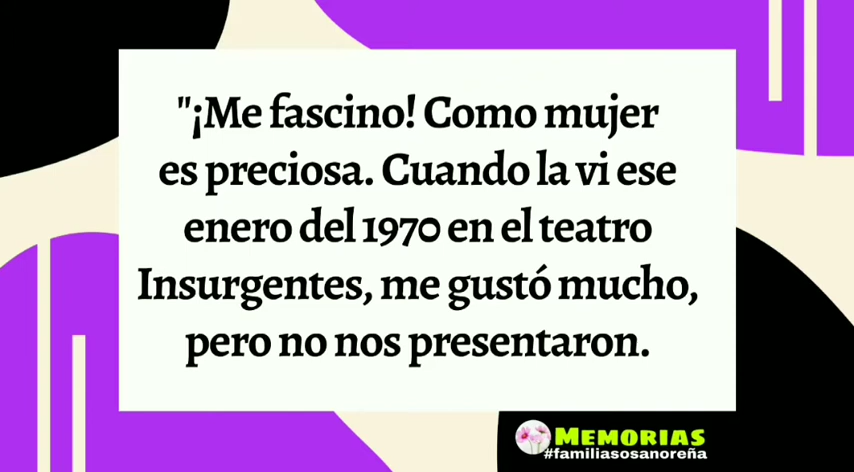 "¡Me fascino! Como mujer
es preciosa. Cuando la vi ese
enero del 1970 en el teatro
Insurgentes, me gustó mucho,
pero no nos presentaron.
MEMORIAS
#familiasosanoreña